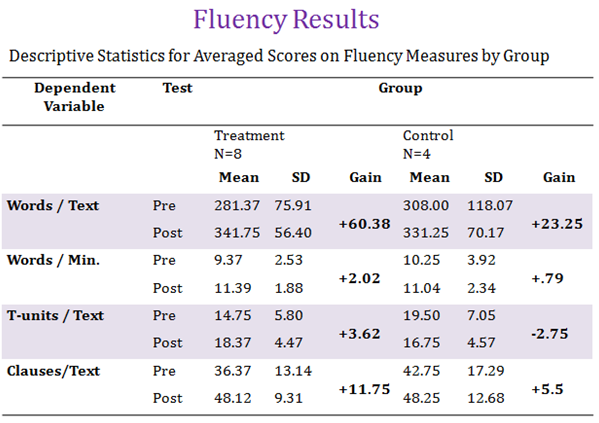 Fluency Results
Descriptive Statistics for Averaged Scores on Fluency Measures by Group
Dependent Variable Test Group
Treatment N=8 Control N=4
Mean SD Gain Mean SD Gain
Words / Text Pre 281.37 75.91 +60.38 308.00 118.07 +23.25
Post 341.75 56.40 331.25 70.17
Words / Min. Pre 9.37 2.53 +2.02 10.25 3.92 +.79
Post 11.39 1.88 11.04 2.34
T-units / Text Pre 14.75 5.80 +3.62 19.50 7.05 -2.75
Post 18.37 4.47 16.75 4.57
Clauses/Text Pre 36.37 13.14 +11.75 42.75 17.29 +5.5
Post 48.12 9.31 48.25 12.68